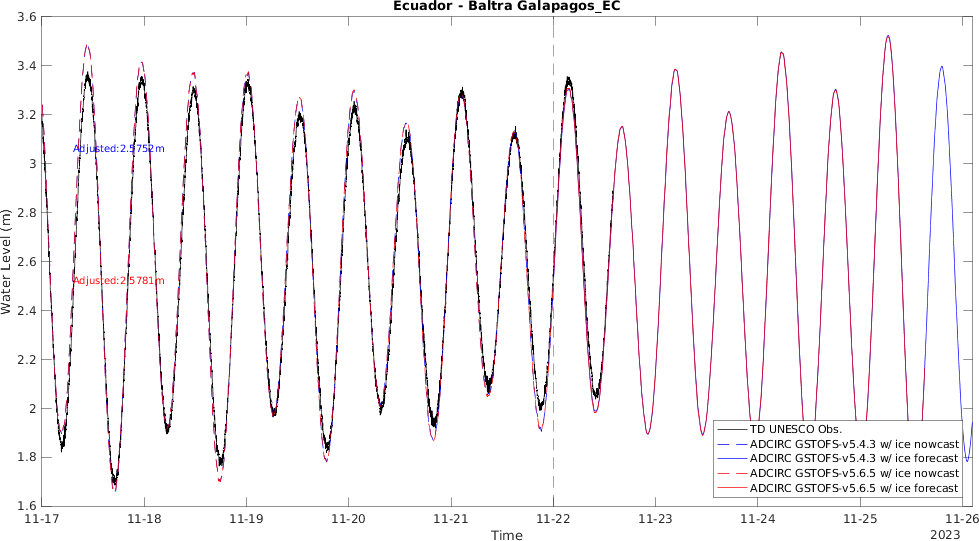 Ecuador - Baltra Galapagos_EC
3.6
3.4
3.2
3
2.8
2.6
2.4
2.2
2
1.8
1.6
Water Level (m)
Adjusted:2.5752m
Adjusted:2.5781m
TD UNESCO Obs.
ADCIRC GSTOFS-v5.4.3 w/ ice nowcast
ADCIRC GSTOFS-v5.4.3 w/ ice forecast
ADCIRC GSTOFS-v5.6.5 w/ ice nowcast
ADCIRC GSTOFS-v5.6.5 w/ ice forecast
11-17 11-18 11-19 11-20 11-21 11-22 11-23 11-24 11-25 11-26
Time
2023